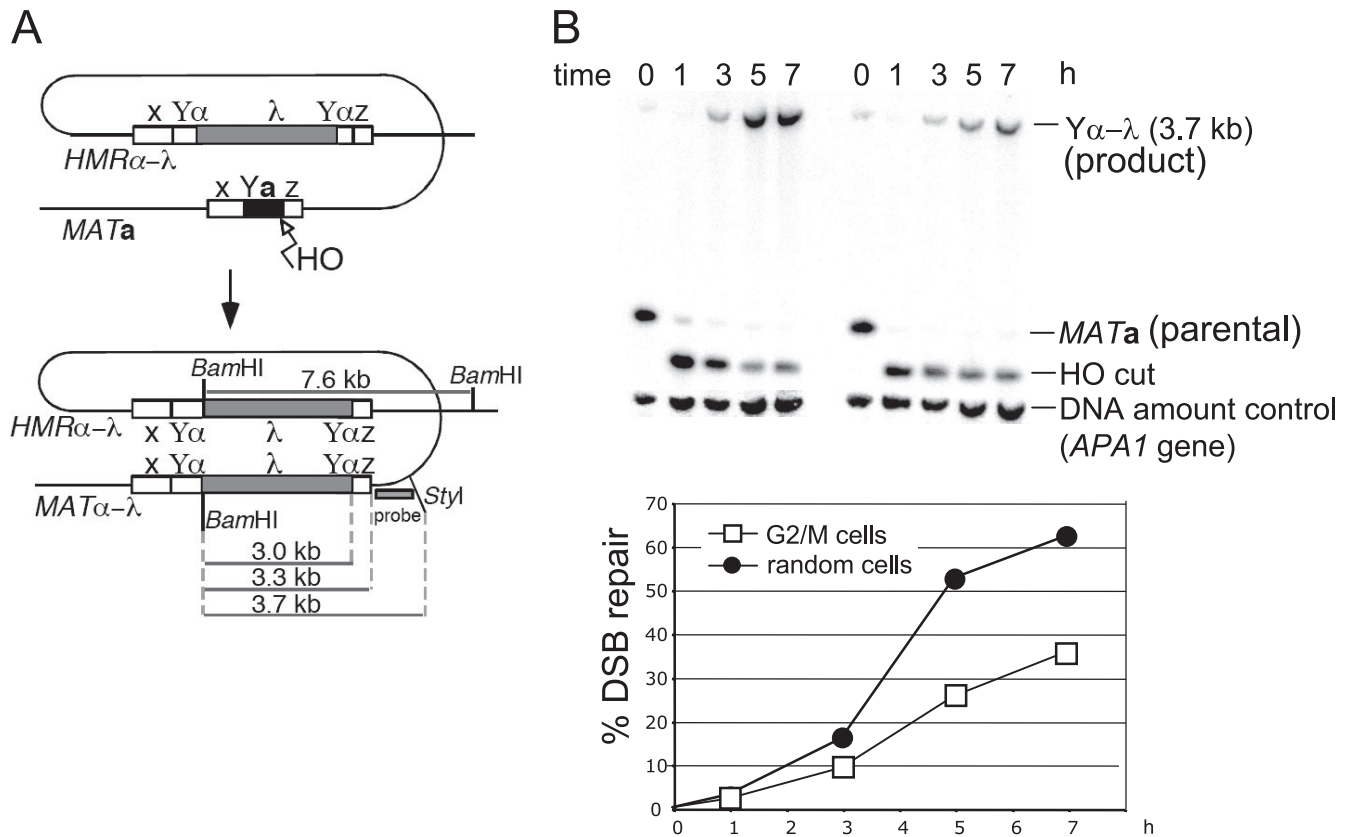 A
x Yα λ Yαz
HMRα–λ
x Ya z
MATa
HO
BamHI
7.6 kb
BamHI
HMRα–λ
x Yα λ Yαz
x Yα λ Yαz
MATα–λ
StyI
probe
BamHI
3.0 kb
3.3 kb
3.7 kb
B
time 0 1 3 5 7 0 1 3 5 7 h
Yα–λ (3.7 kb)
(product)
MATa (parental)
HO cut
DNA amount control
(APA1 gene)
% DSB repair
70
60
50
40
30
20
10
0
G2/M cells
random cells
0 1 2 3 4 5 6 7 h